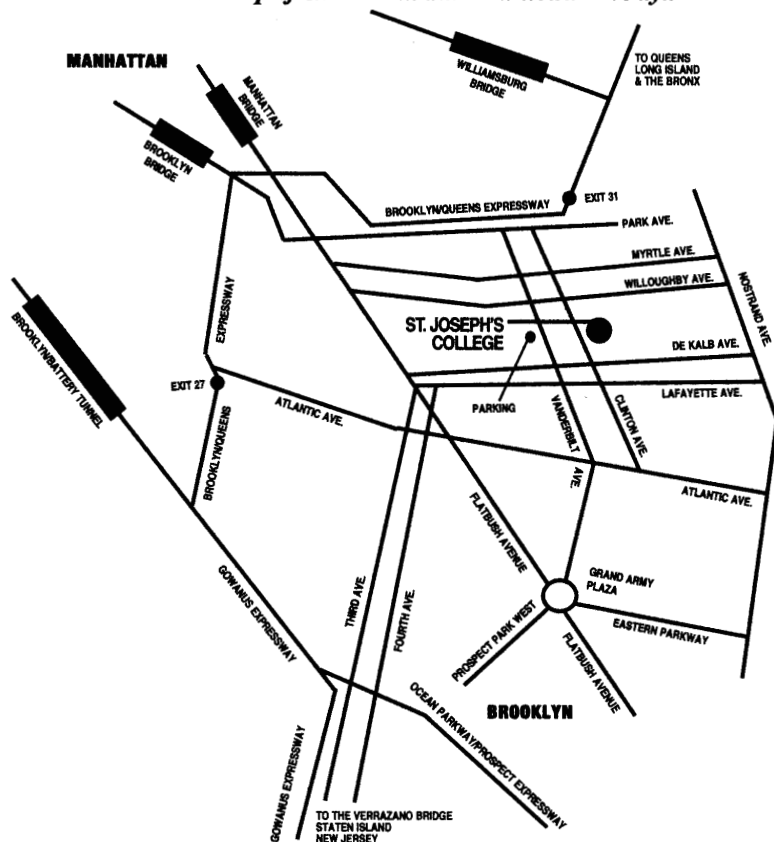 MANHATTAN
MANHATTAN
BRIDGE
BROOKLYN
BRIDGE
WILLIAMSBURG
BRIDGE
TO QUEENS
LONG ISLAND
& THE BRONX
EXIT 31
BROOKLYN/QUEENS EXPRESSWAY
PARK AVE.
MYRTLE AVE.
WILLOUGHBY AVE.
NOSTRAND AVE.
EXPRESSWAY
BROOKLYN/BATTERY TUNNEL
ST. JOSEPH'S
COLLEGE
DE KALB AVE.
EXIT 27
LAFAYETTE AVE.
PARKING
ATLANTIC AVE.
VANDERBILT
AVE.
CLINTON AVE.
BROOKLYN/QUEENS
ATLANTIC AVE.
FLATBUSH AVENUE
GOWANUS EXPRESSWAY
THIRD AVE.
FOURTH AVE.
GRAND ARMY
PLAZA
PROSPECT PARK WEST
EASTERN PARKWAY
FLATBUSH AVENUE
BROOKLYN
OCEAN PARKWAY/PROSPECT EXPRESSWAY
GOWANUS EXPRESSWAY
TO THE VERRAZANO BRIDGE
STATEN ISLAND
NEW JERSEY